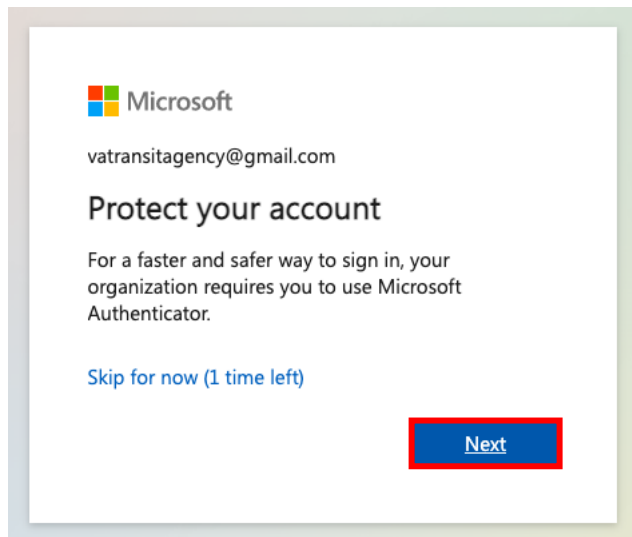 Microsoft
vatransitagency@gmail.com
Protect your account
For a faster and safer way to sign in, your
organization requires you to use Microsoft
Authenticator.
Skip for now (1 time left)
Next